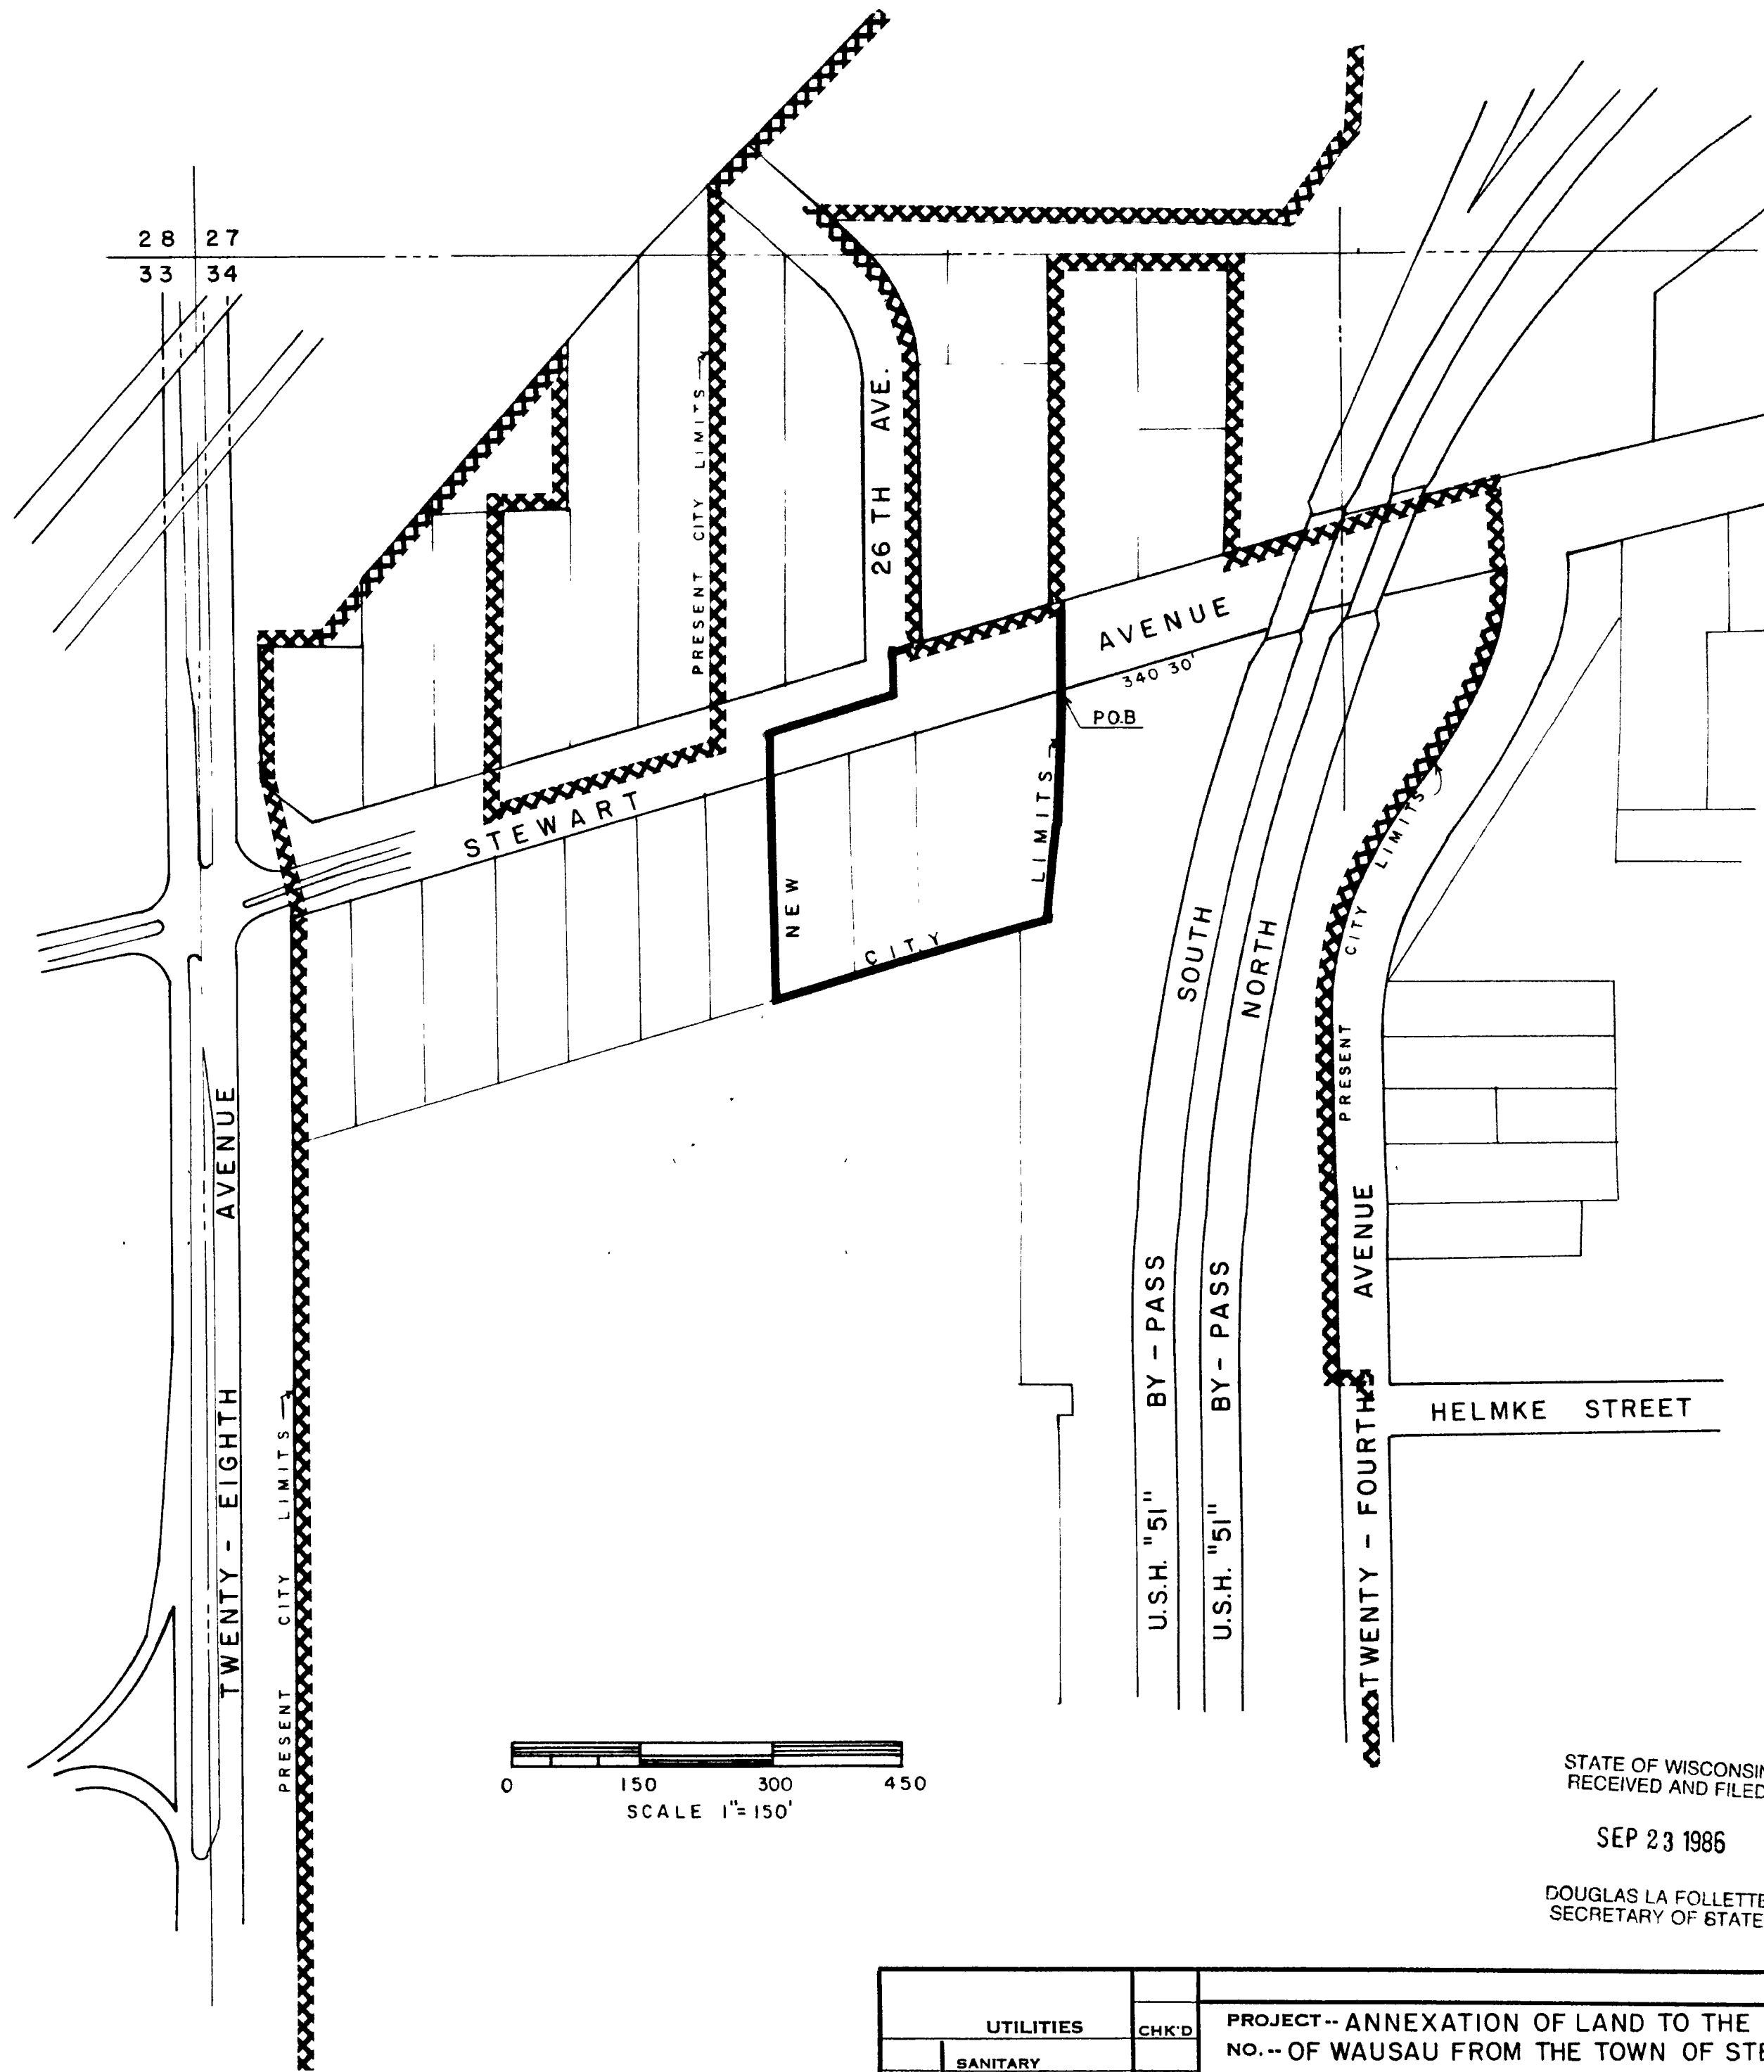 28 27
33 34
PRESENT CITY LIMITS
26 TH AVE.
AVENUE
340 30'
P.O.B
STEWART
NEW
CITY
LIMITS
SOUTH
NORTH
PRESENT CITY LIMITS
TWENTY - EIGHTH AVENUE
PRESENT CITY LIMITS
U.S.H. "51" BY - PASS
U.S.H. "51" BY - PASS
TWENTY - FOURTH AVENUE
HELMKE STREET
0 150 300 450
SCALE 1"= 150'
STATE OF WISCONSIN
RECEIVED AND FILED
SEP 23 1986
DOUGLAS LA FOLLETTE
SECRETARY OF STATE
UTILITIES CHK'D
SANITARY
PROJECT -- ANNEXATION OF LAND TO THE
NO. -- OF WAUSAU FROM THE TOWN OF